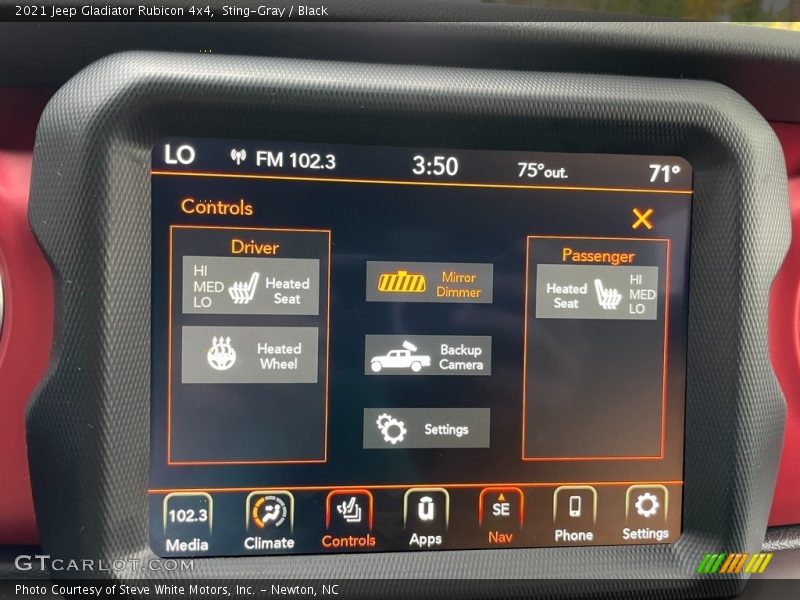 2021 Jeep Gladiator Rubicon 4x4,  Sting-Gray / Black
LO FM 102.3 3:50 75°out. 71°
Controls X
Driver
HI
MED
LO
Heated
Seat
Heated
Wheel
Mirror
Dimmer
Backup
Camera
Settings
Passenger
Heated
Seat
HI
MED
LO
102.3 SE
Media Climate Controls Apps Nav Phone Settings
GTCARLOT.COM
Photo Courtesy of Steve White Motors, Inc. - Newton, NC